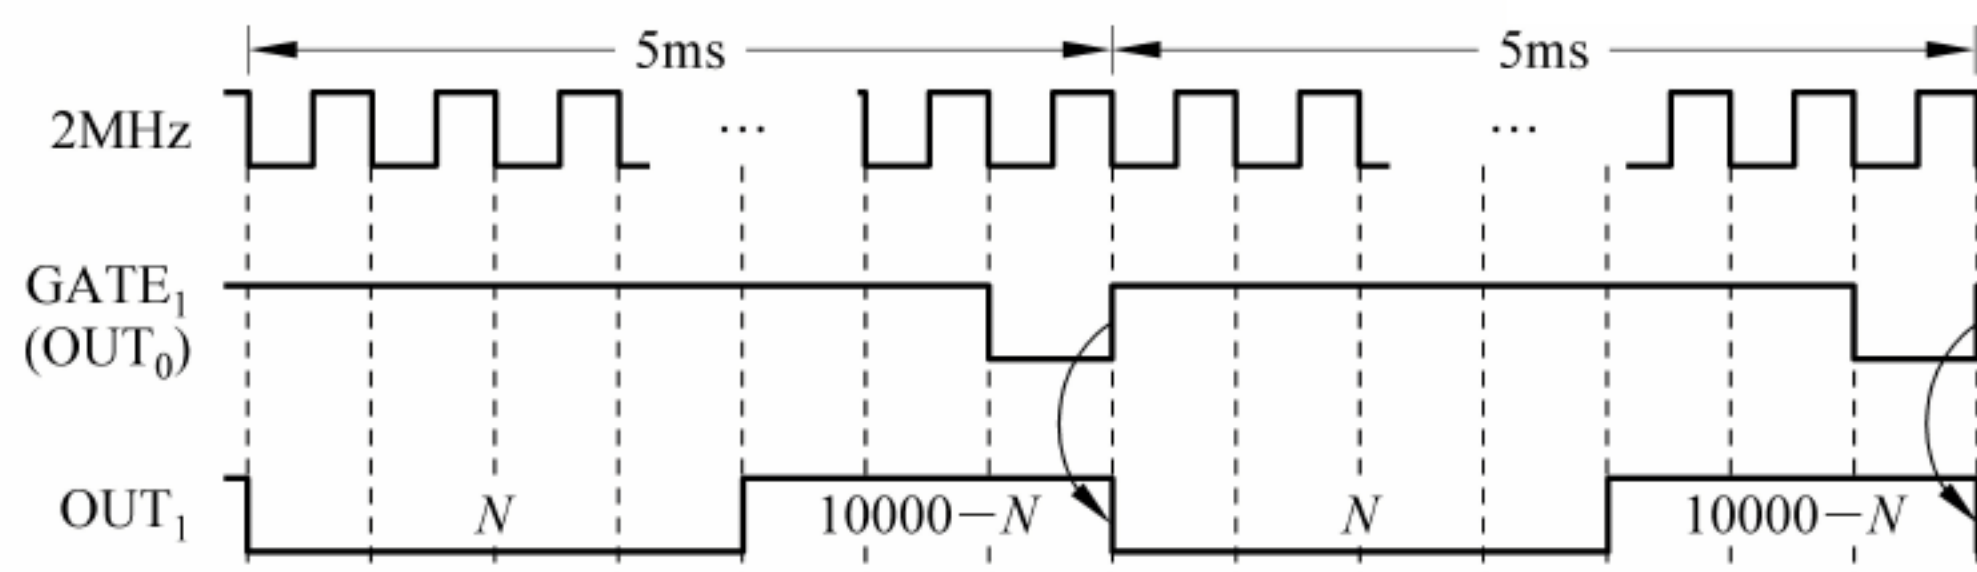 5ms 5ms
2MHz ... ...
GATE₁
(OUT₀)
OUT₁ N 10000−N N 10000−N